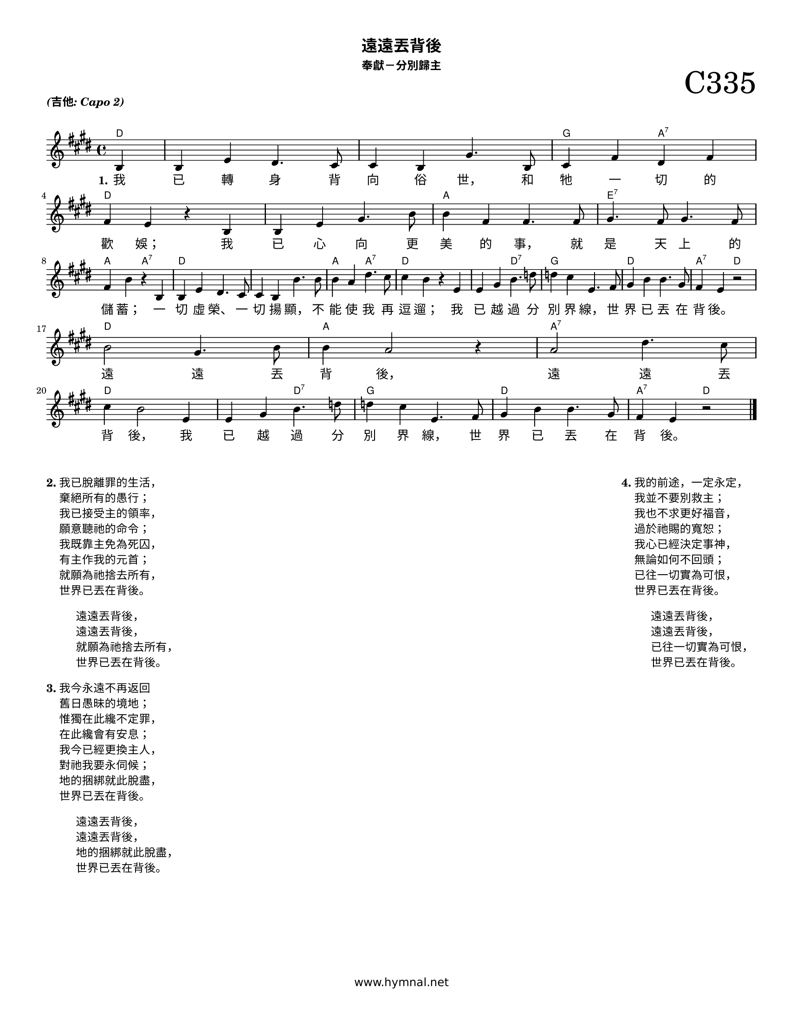 遠遠丟背後
奉獻－分別歸主
C335
(吉他: Capo 2)
D G A7
1. 我 已 轉 身 背 向 俗 世， 和 牠 一 切 的
4 D A E7
歡 娛； 我 已 心 向 更 美 的 事， 就 是 天 上 的
8 A A7 D A A7 D D7 G D A7 D
儲蓄； 一 切虛榮、一切揚顯，不能使我再逗遛； 我 已越過分 別界線，世界已丟在背後。
17 D A A7
遠 遠 丟 背 後， 遠 遠 丟
20 D D7 G D A7 D
背 後， 我 已 越 過 分 別 界 線， 世 界 已 丟 在 背 後。
2. 我已脫離罪的生活，
棄絕所有的愚行；
我已接受主的領率，
願意聽祂的命令；
我既靠主免為死囚，
有主作我的元首；
就願為祂捨去所有，
世界已丟在背後。
遠遠丟背後，
遠遠丟背後，
就願為祂捨去所有，
世界已丟在背後。
3. 我今永遠不再返回
舊日愚昧的境地；
惟獨在此纔不定罪，
在此纔會有安息；
我今已經更換主人，
對祂我要永伺候；
地的捆綁就此脫盡，
世界已丟在背後。
遠遠丟背後，
遠遠丟背後，
地的捆綁就此脫盡，
世界已丟在背後。
4. 我的前途，一定永定，
我並不要別救主；
我也不求更好福音，
過於祂賜的寬恕；
我心已經決定事神，
無論如何不回頭；
已往一切實為可恨，
世界已丟在背後。
遠遠丟背後，
遠遠丟背後，
已往一切實為可恨，
世界已丟在背後。
www.hymnal.net